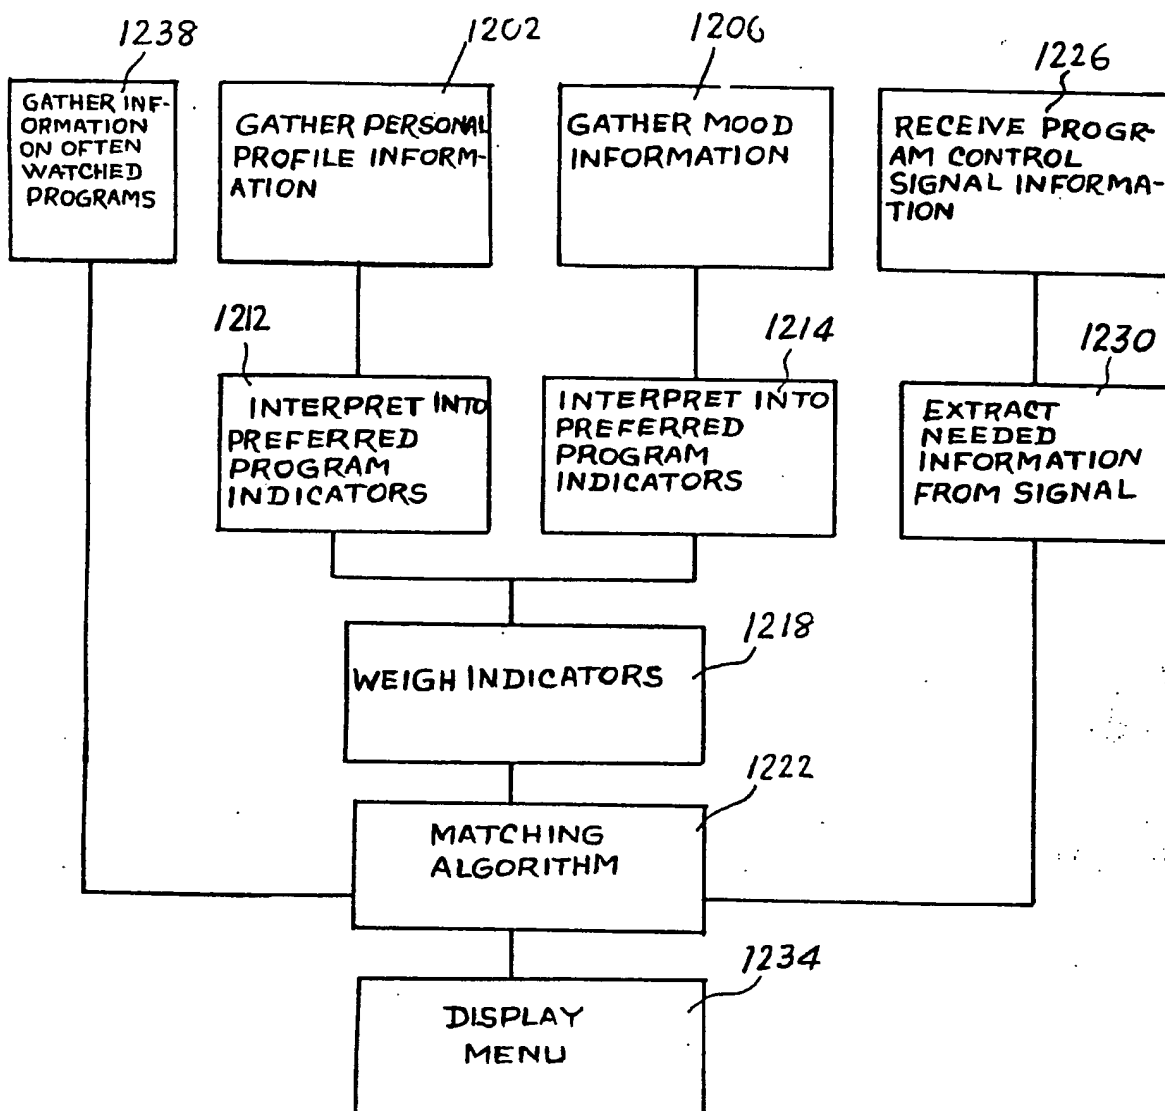 1238
GATHER INF-
ORMATION
ON OFTEN
WATCHED
PROGRAMS
1202
GATHER PERSONAL
PROFILE INFORM-
ATION
1206
GATHER MOOD
INFORMATION
1226
RECEIVE PROGR-
AM CONTROL
SIGNAL INFORMA-
TION
1212
INTERPRET INTO
PREFERRED
PROGRAM
INDICATORS
1214
INTERPRET INTO
PREFERRED
PROGRAM
INDICATORS
1230
EXTRACT
NEEDED
INFORMATION
FROM SIGNAL
1218
WEIGH INDICATORS
1222
MATCHING
ALGORITHM
1234
DISPLAY
MENU